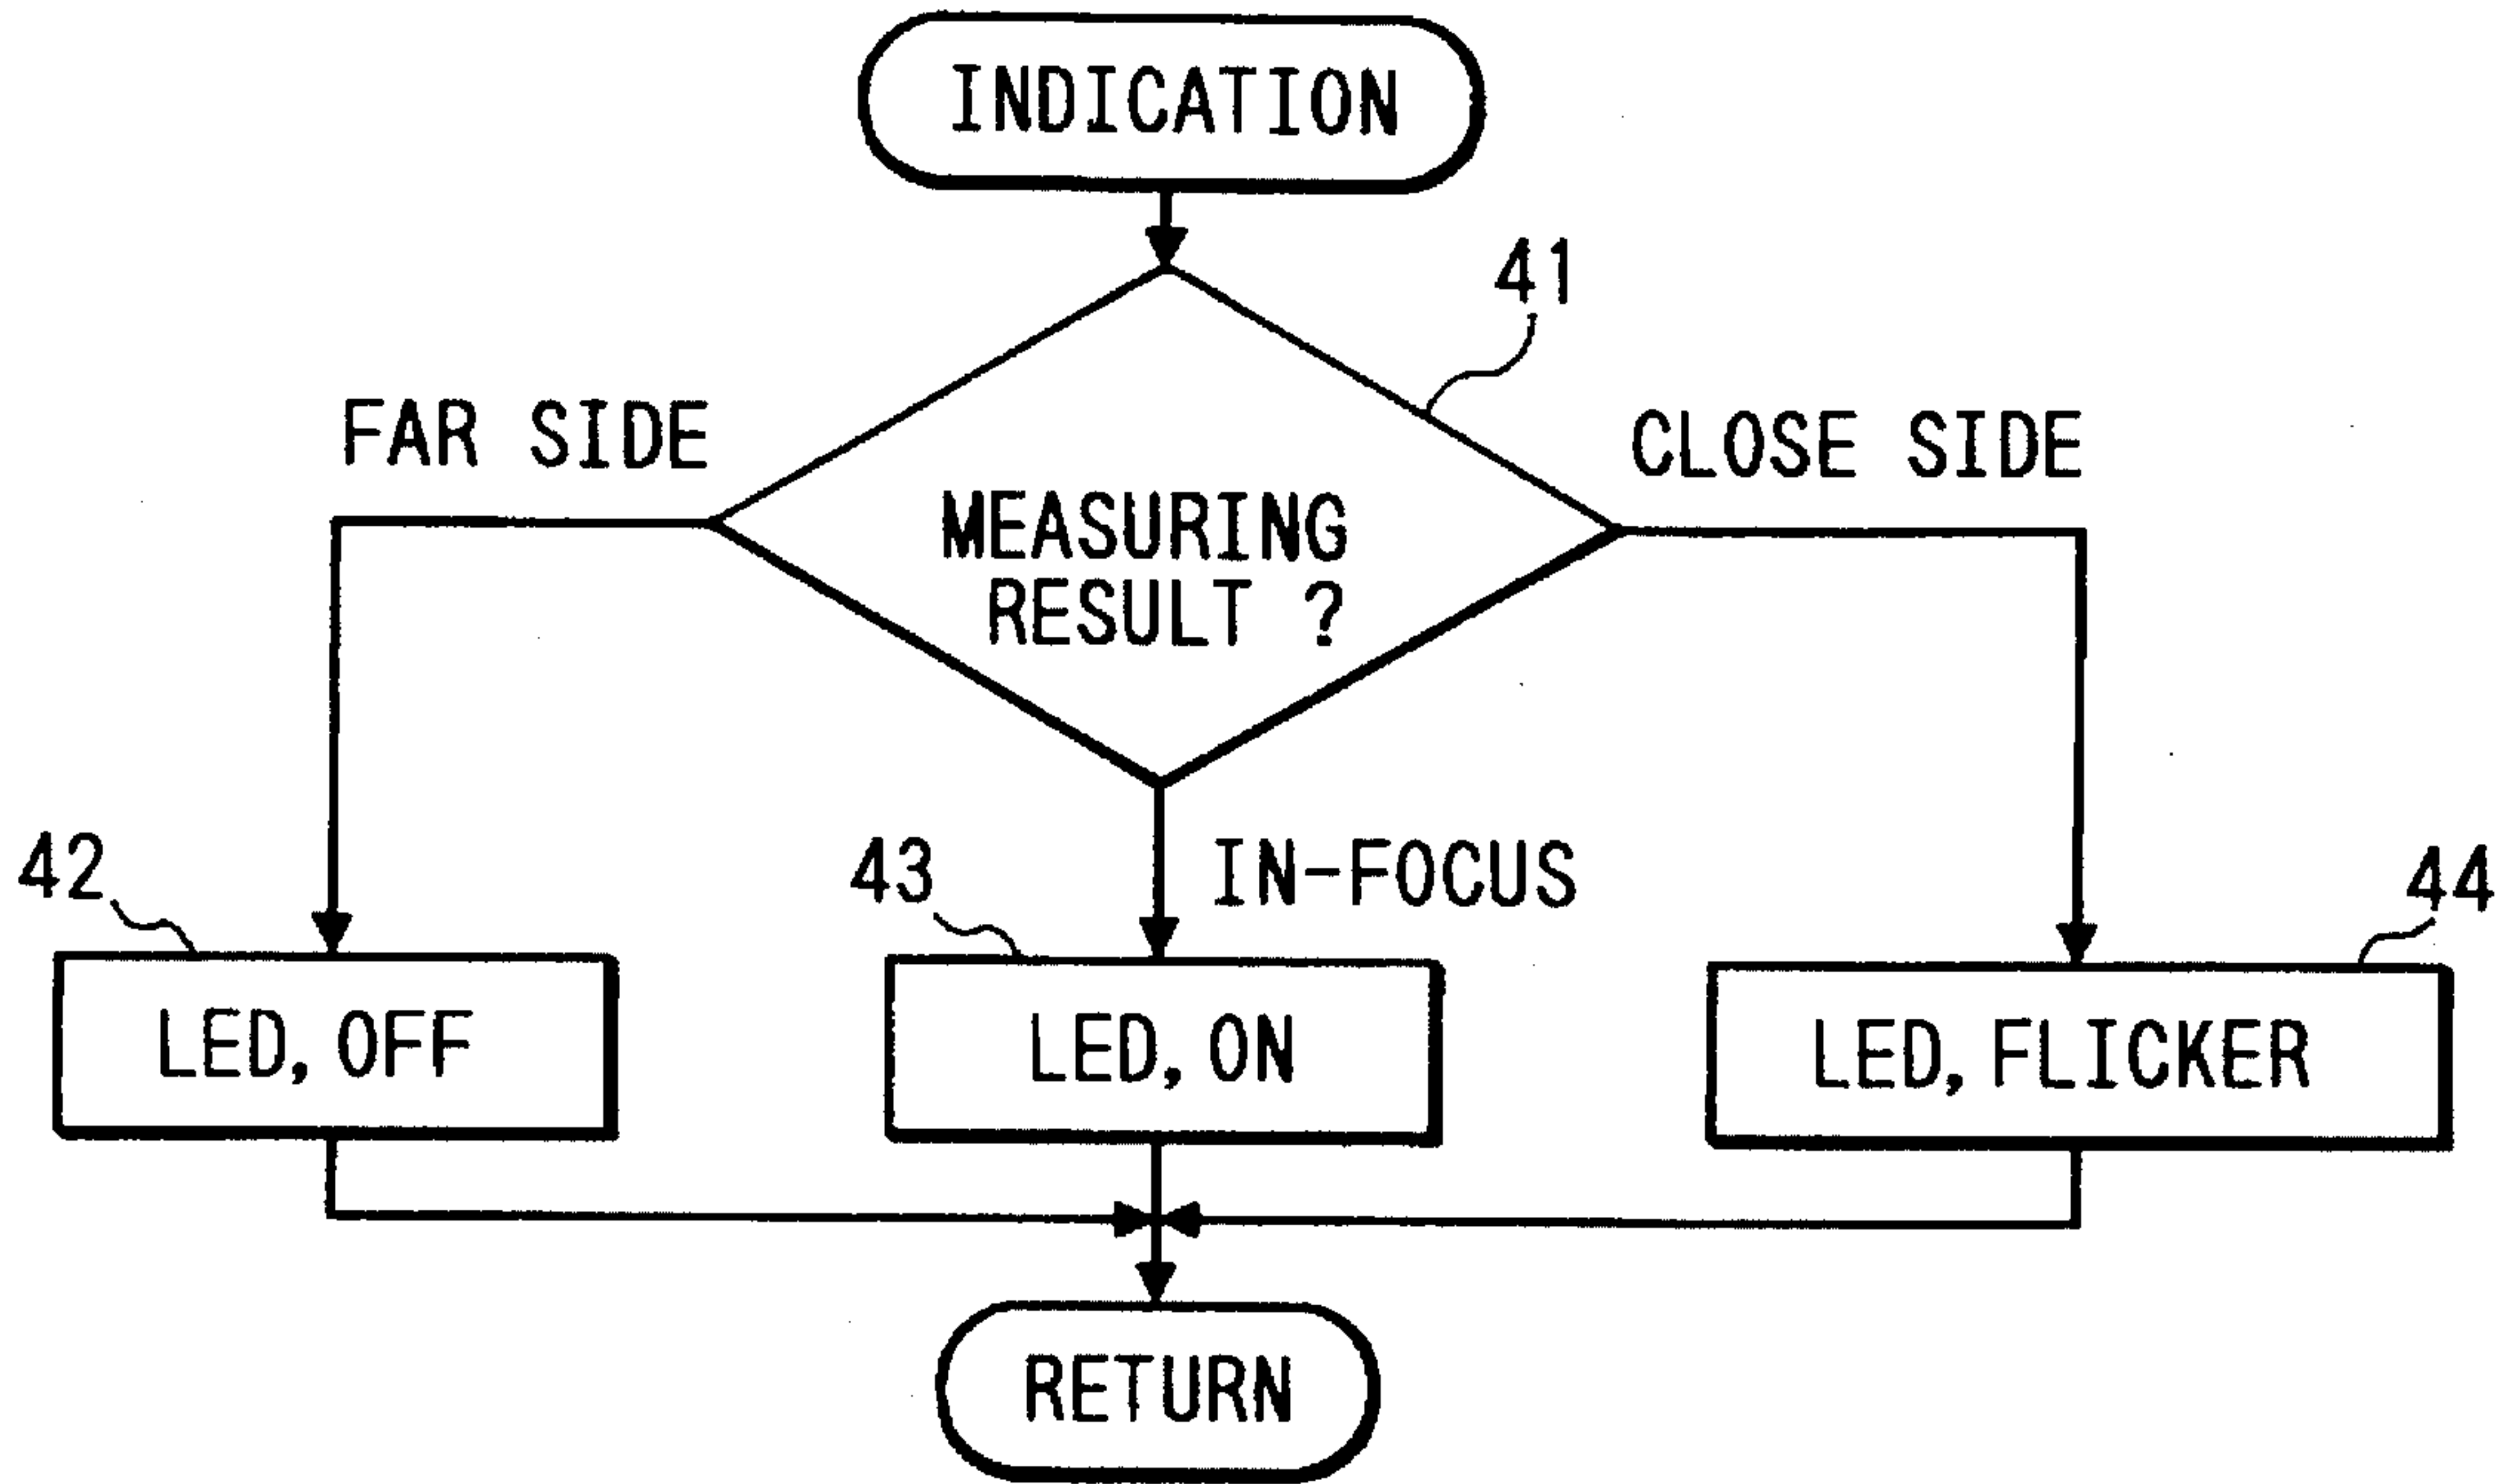 INDICATION
41
FAR SIDE
CLOSE SIDE
MEASURING
RESULT ?
42
43
IN-FOCUS
44
LED, OFF
LED, ON
LED, FLICKER
RETURN